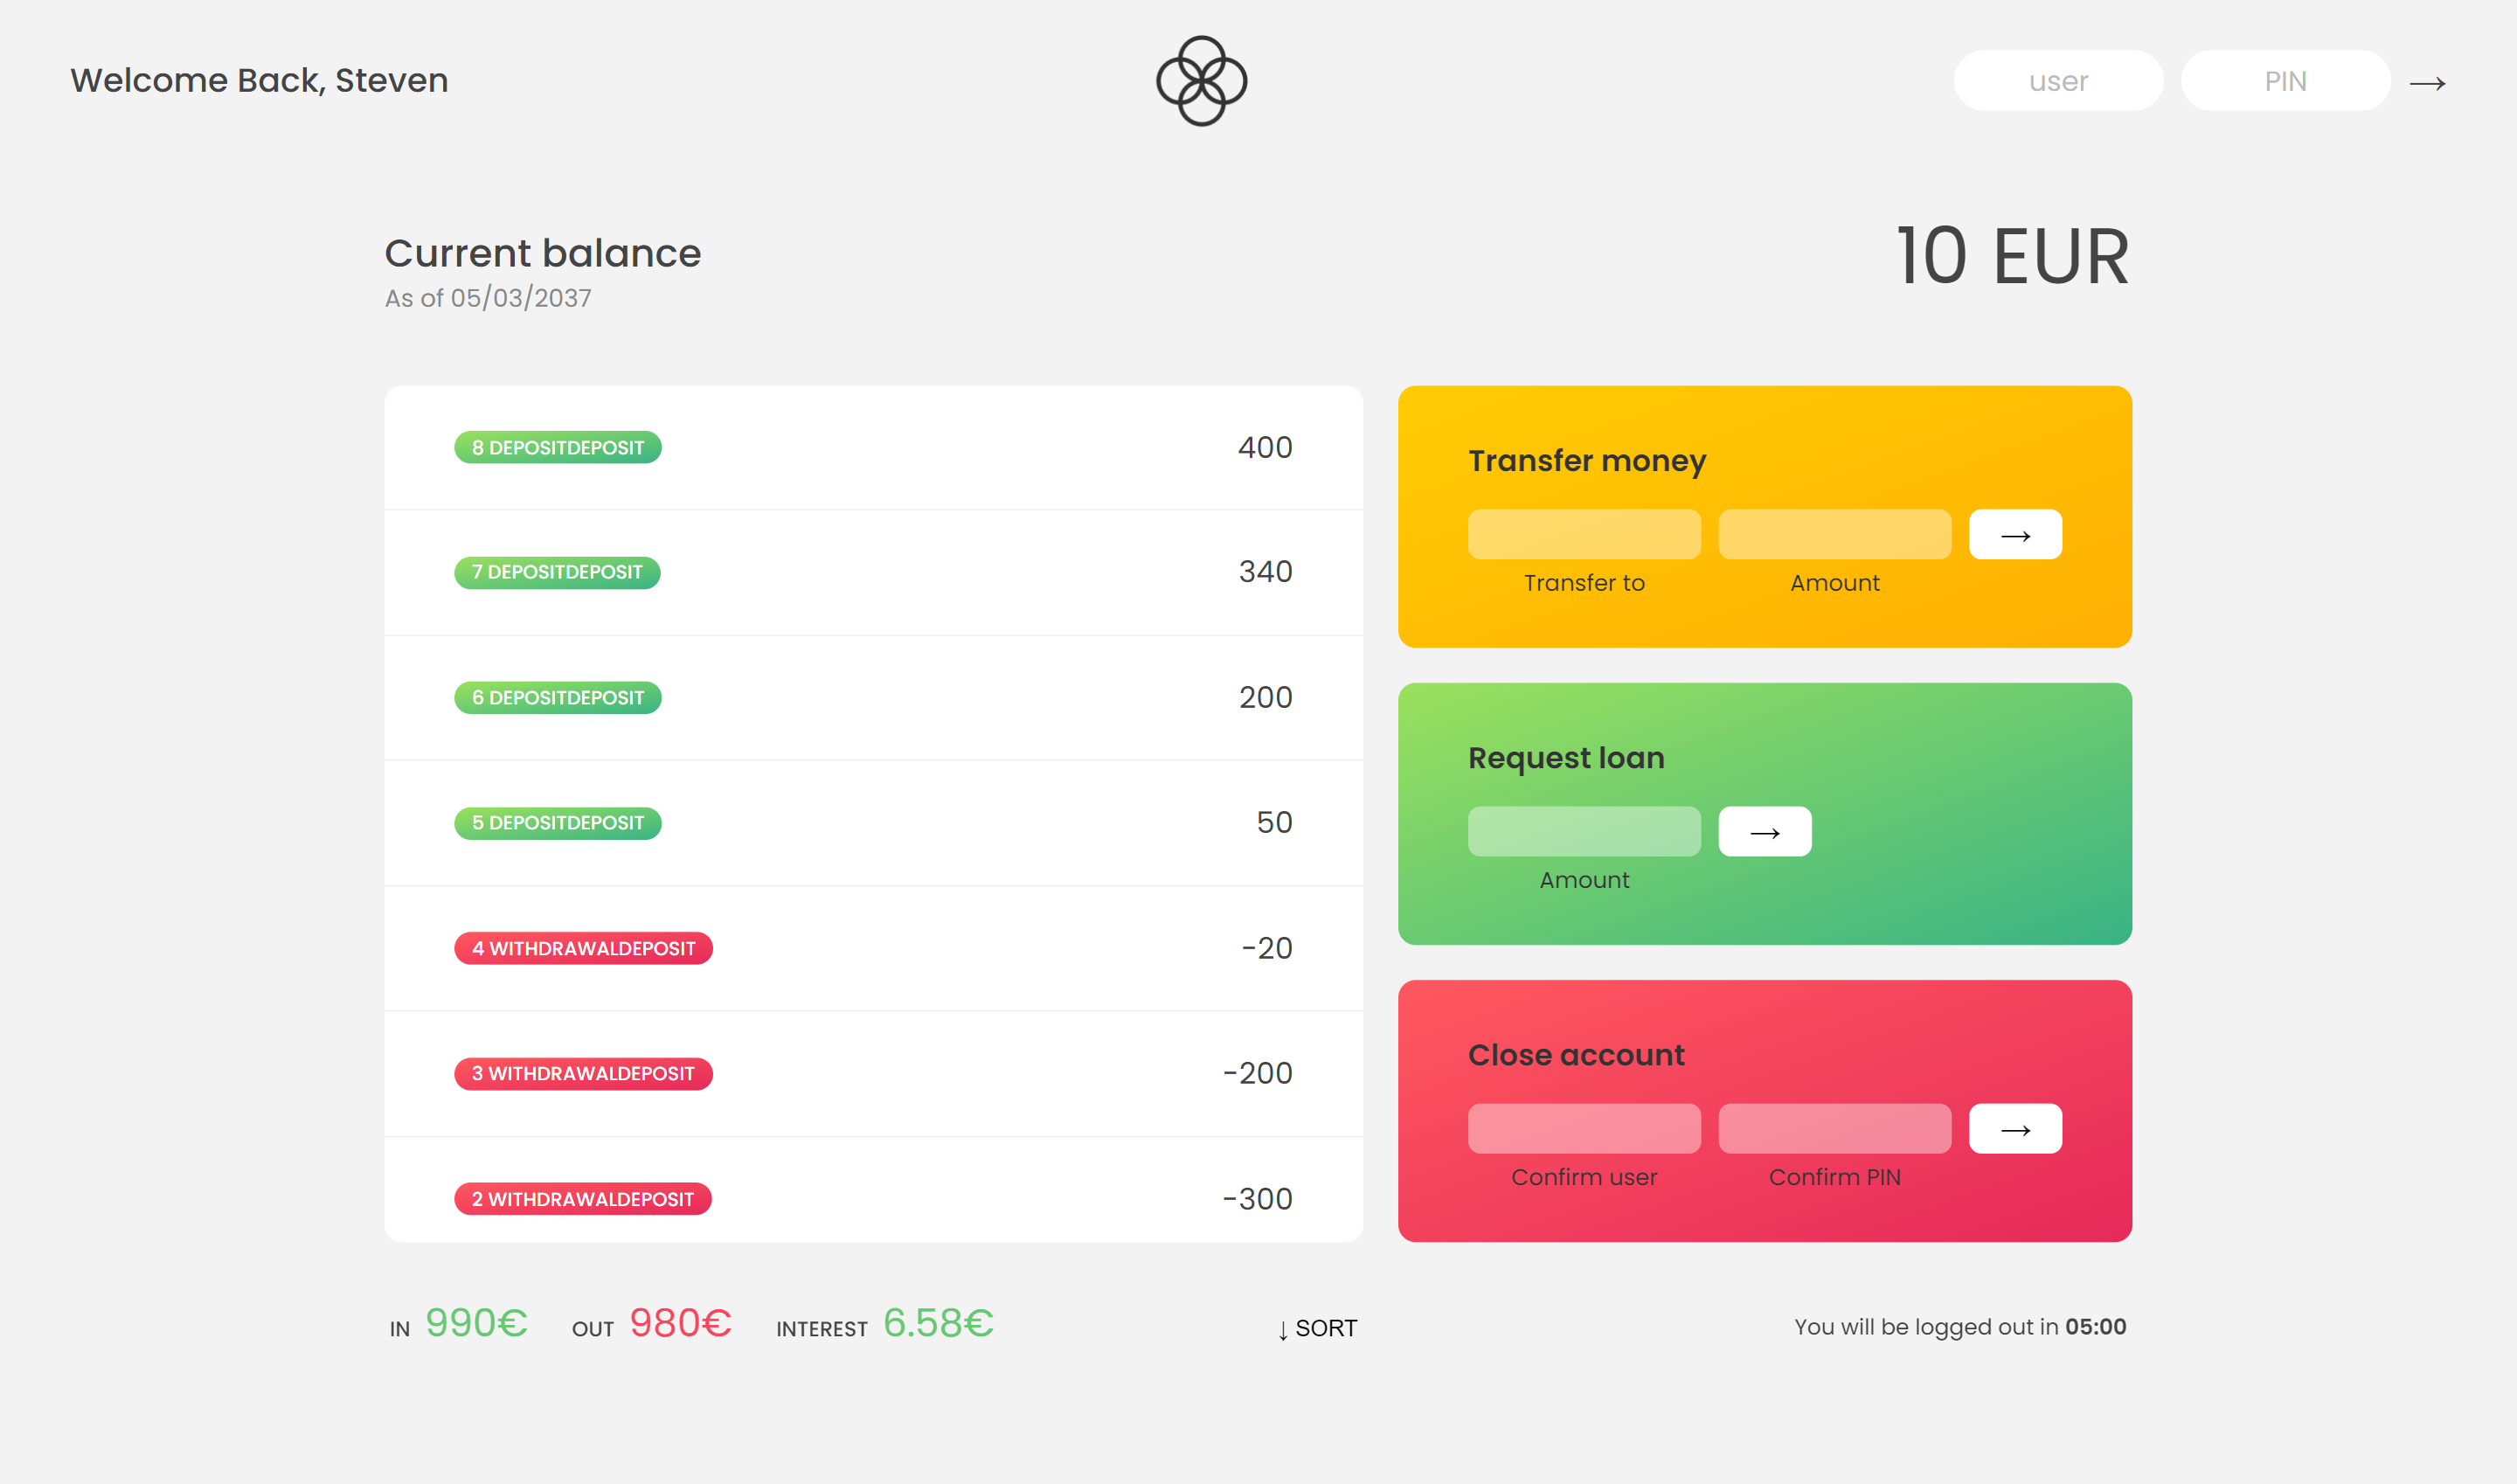 Welcome Back, Steven
user
PIN
→
Current balance
As of 05/03/2037
10 EUR
8 DEPOSITDEPOSIT 400
7 DEPOSITDEPOSIT 340
6 DEPOSITDEPOSIT 200
5 DEPOSITDEPOSIT 50
4 WITHDRAWALDEPOSIT -20
3 WITHDRAWALDEPOSIT -200
2 WITHDRAWALDEPOSIT -300
Transfer money
→
Transfer to Amount
Request loan
→
Amount
Close account
→
Confirm user Confirm PIN
IN 990€ OUT 980€ INTEREST 6.58€ ↓ SORT
You will be logged out in 05:00